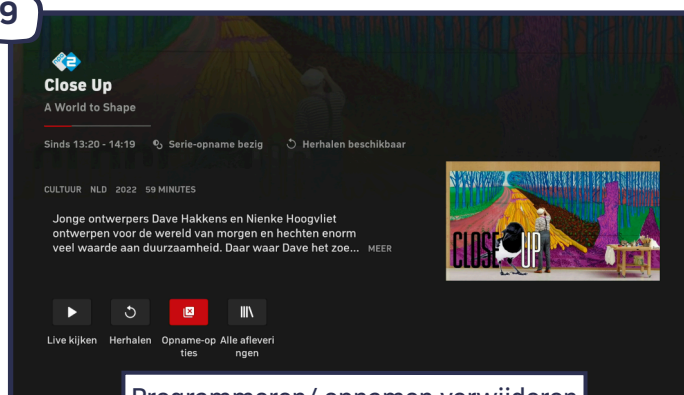 9
2
Close Up
A World to Shape
Sinds 13:20 - 14:19 Serie-opname bezig Herhalen beschikbaar
CULTUUR NLD 2022 59 MINUTES
Jonge ontwerpers Dave Hakkens en Nienke Hoogvliet
ontwerpen voor de wereld van morgen en hechten enorm
veel waarde aan duurzaamheid. Daar waar Dave het zoe... MEER
CLOSE UP
Live kijken Herhalen Opname-op Alle afleveri
ties ngen
Programmeren/ opnamen verwijderen